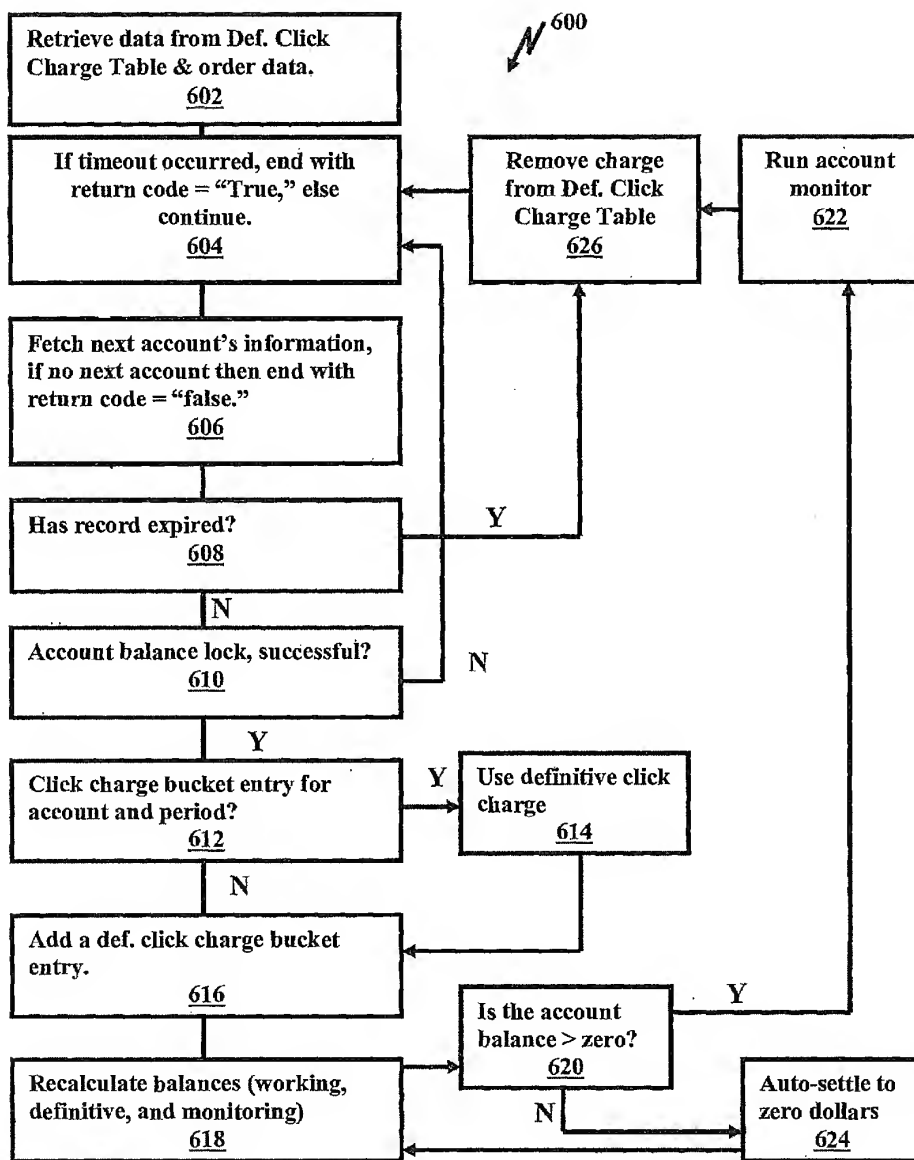 600
Retrieve data from Def. Click
Charge Table & order data.
602
If timeout occurred, end with
return code = “True,” else
continue.
604
Remove charge
from Def. Click
Charge Table
626
Run account
monitor
622
Fetch next account’s information,
if no next account then end with
return code = “false.”
606
Has record expired?
608
Y
N
Account balance lock, successful?
610
N
Y
Click charge bucket entry for
account and period?
612
Y
Use definitive click
charge
614
N
Add a def. click charge bucket
entry.
616
Is the account
balance > zero?
620
Y
N
Recalculate balances (working,
definitive, and monitoring)
618
Auto-settle to
zero dollars
624